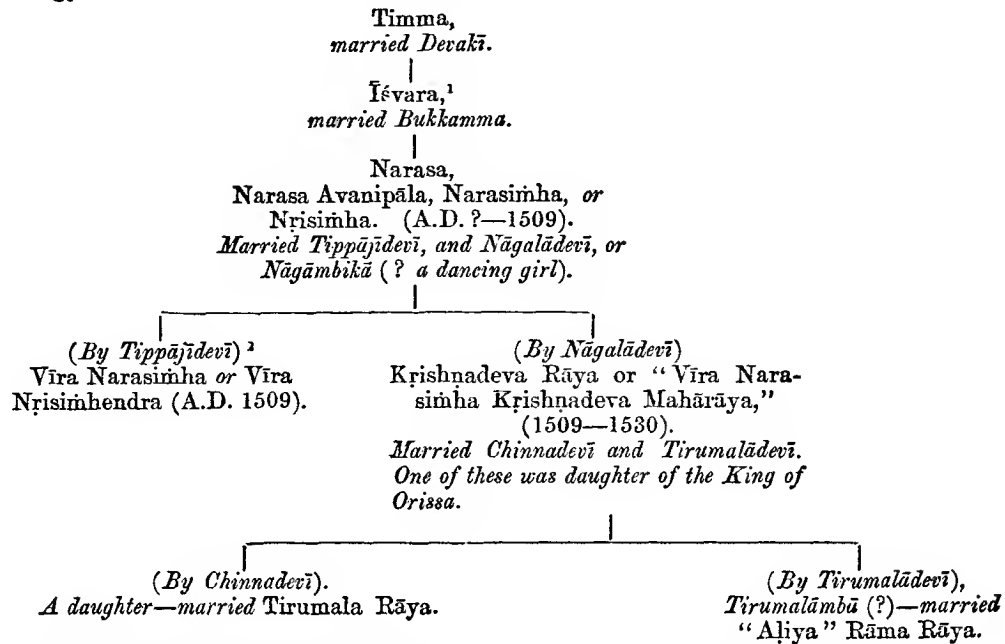 Timma,
married Devakī.
Īśvara,¹
married Bukkamma.
Narasa,
Narasa Avanipāla, Narasiṁha, or
Nṛisiṁha. (A.D. ?—1509).
Married Tippājīdevī, and Nāgalādevī, or
Nāgāmbikā (? a dancing girl).
(By Tippājīdevī) ²
Vīra Narasiṁha or Vīra
Nṛisiṁhendra (A.D. 1509).
(By Nāgalādevī)
Kṛishṇadeva Rāya or “Vīra Nara-
siṁha Kṛishṇadeva Mahārāya,”
(1509—1530).
Married Chinnadevī and Tirumalādevī.
One of these was daughter of the King of
Orissa.
(By Chinnadevī).
A daughter—married Tirumala Rāya.
(By Tirumalādevī),
Tirumalāmbā (?)—married
“Aḷiya” Rāma Rāya.